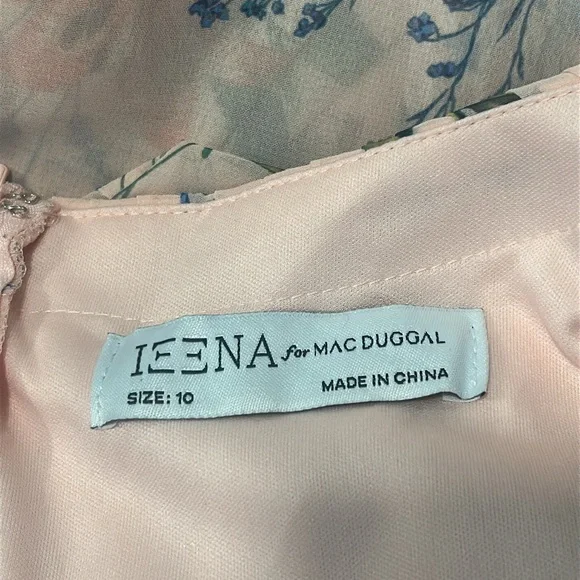 IEENA for MAC DUGGAL
SIZE: 10
MADE IN CHINA